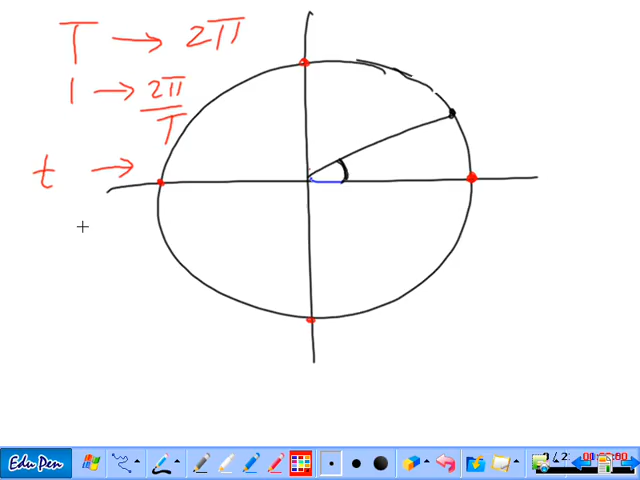 T → 2π
1 → 2π/T
t →
Edu Pen